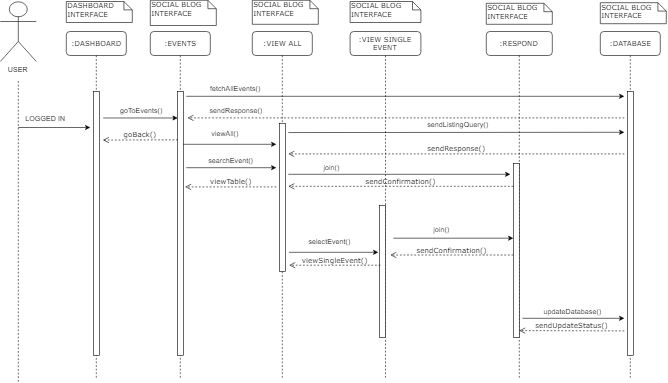 DASHBOARD
INTERFACE
SOCIAL BLOG
INTERFACE
SOCIAL BLOG
INTERFACE
SOCIAL BLOG
INTERFACE
SOCIAL BLOG
INTERFACE
SOCIAL BLOG
INTERFACE
:DASHBOARD
:EVENTS
:VIEW ALL
:VIEW SINGLE
EVENT
:RESPOND
:DATABASE
USER
fetchAllEvents()
goToEvents()
sendResponse()
LOGGED IN
sendListingQuery()
goBack()
viewAll()
sendResponse()
searchEvent()
join()
viewTable()
sendConfirmation()
join()
selectEvent()
sendConfirmation()
viewSingleEvent()
updateDatabase()
sendUpdateStatus()